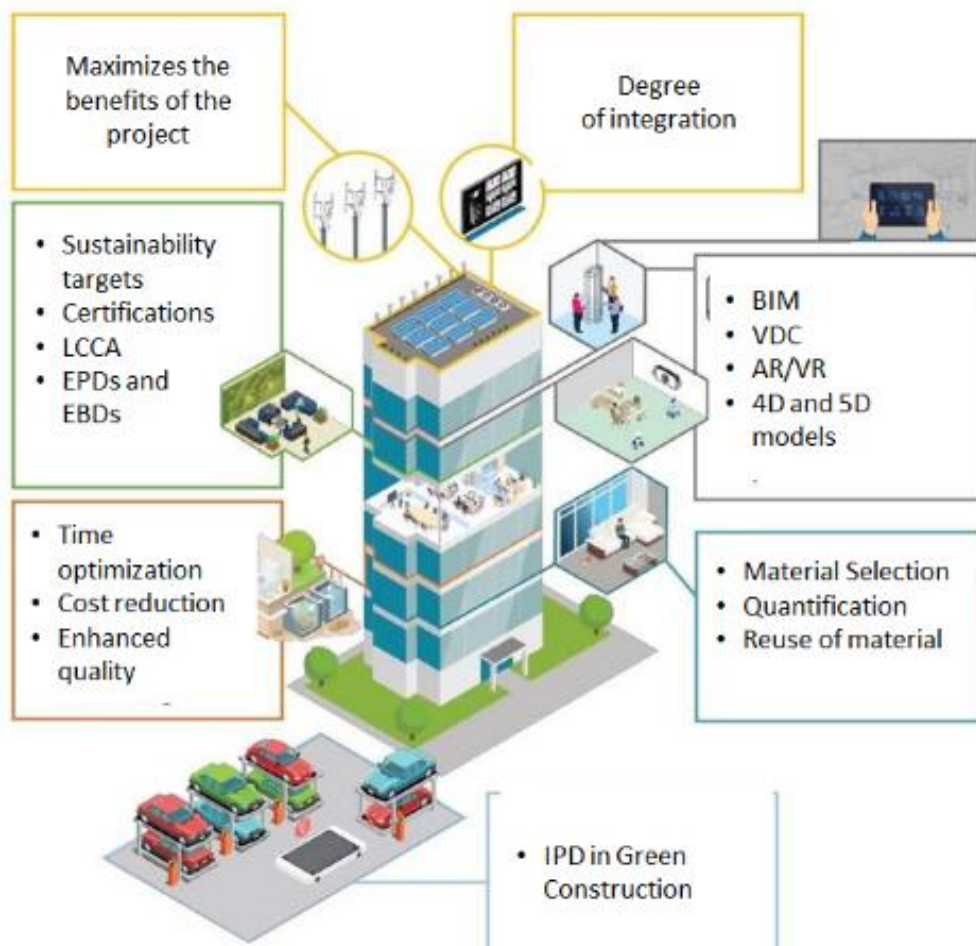 Maximizes the
benefits of the
project
Degree
of integration
• Sustainability
targets
• Certifications
• LCCA
• EPDs and
EBDs
• BIM
• VDC
• AR/VR
• 4D and 5D
models
• Time
optimization
• Cost reduction
• Enhanced
quality
• Material Selection
• Quantification
• Reuse of material
• IPD in Green
Construction